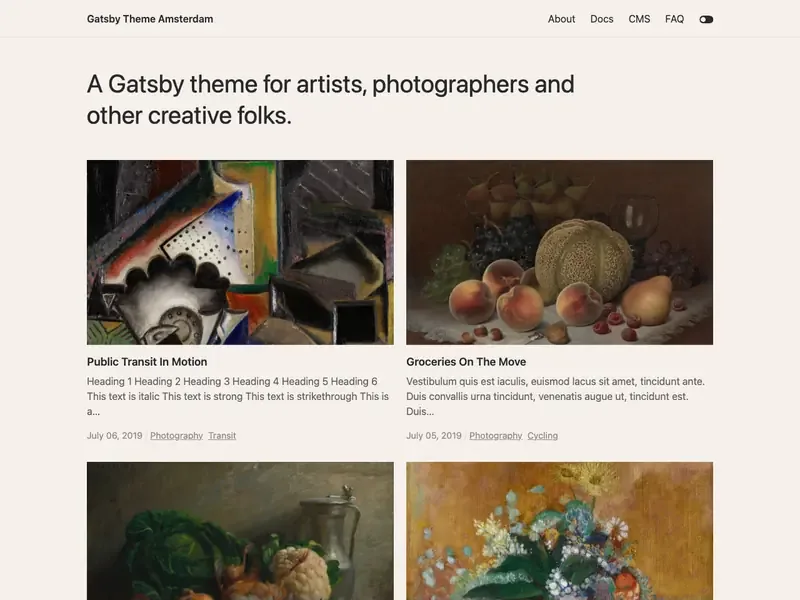 Gatsby Theme Amsterdam
About Docs CMS FAQ
A Gatsby theme for artists, photographers and
other creative folks.
Public Transit In Motion
Heading 1 Heading 2 Heading 3 Heading 4 Heading 5 Heading 6
This text is italic This text is strong This text is strikethrough This is
a...
July 06, 2019 Photography Transit
Groceries On The Move
Vestibulum quis est iaculis, euismod lacus sit amet, tincidunt ante.
Duis convallis urna tincidunt, venenatis augue ut, tincidunt est.
Duis...
July 05, 2019 Photography Cycling